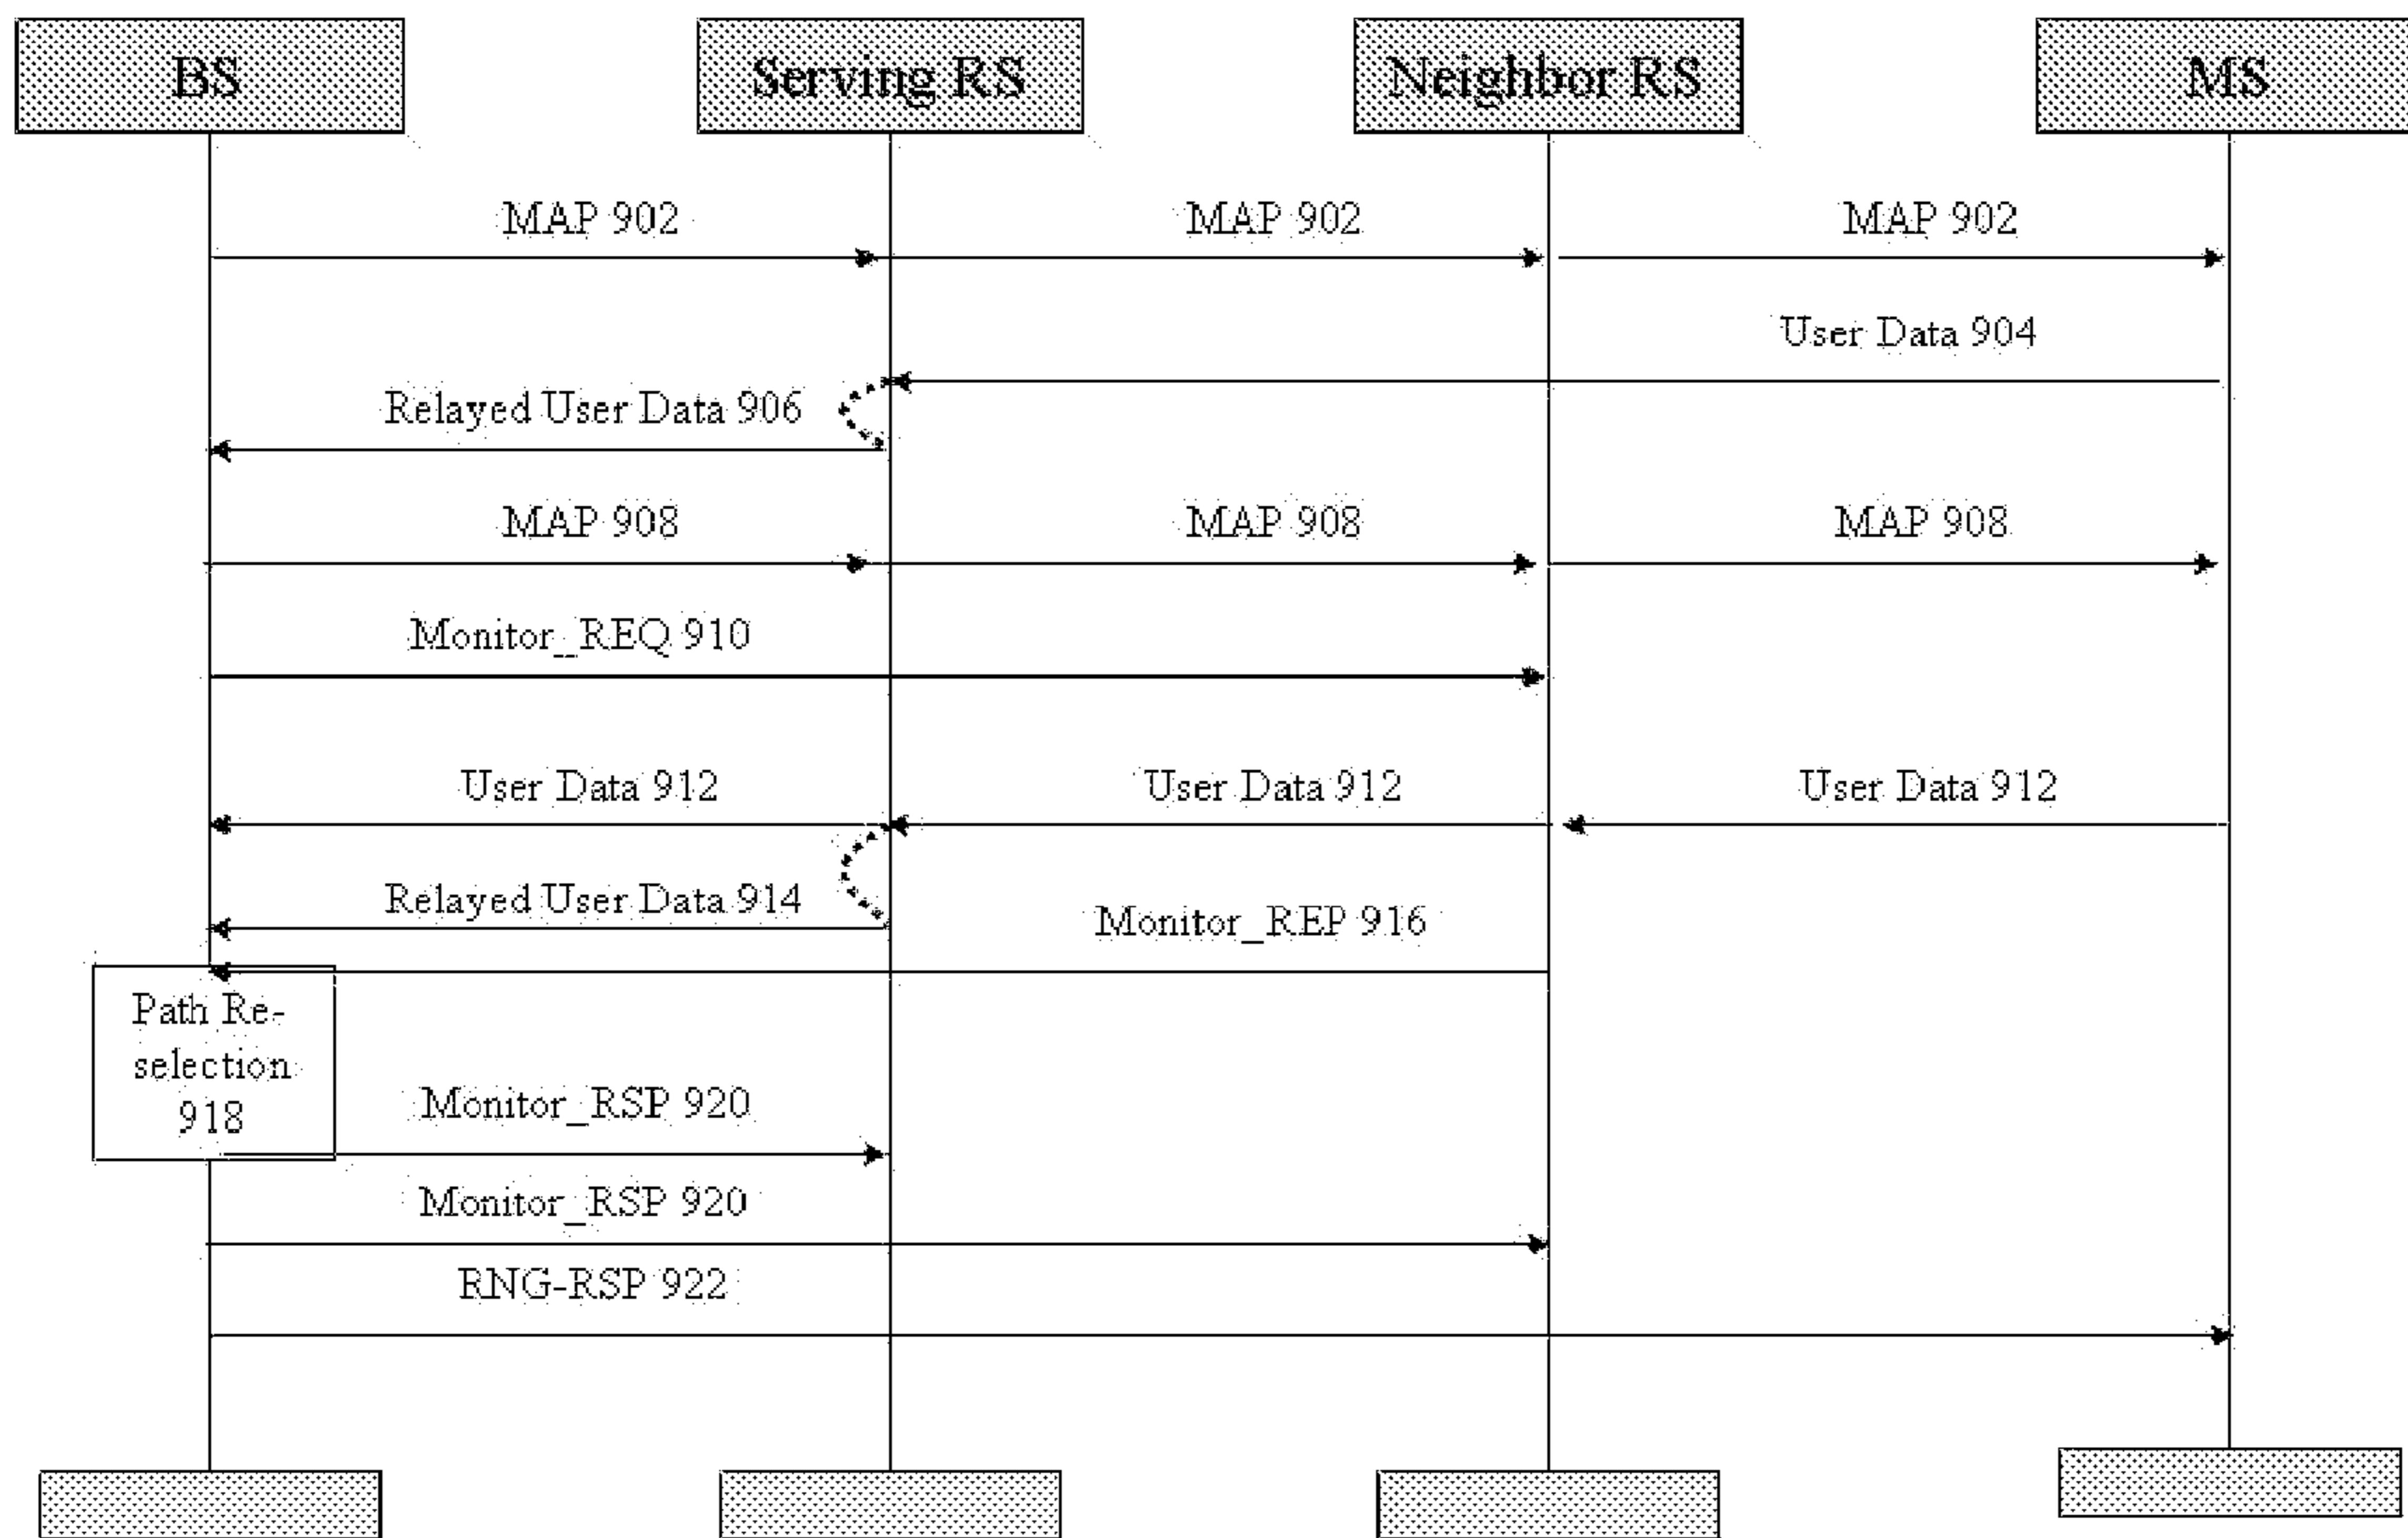 BS
Serving RS
Neighbor RS
MS
MAP 902
MAP 902
MAP 902
User Data 904
Relayed User Data 906
MAP 908
MAP 908
MAP 908
Monitor_REQ 910
User Data 912
User Data 912
User Data 912
Relayed User Data 914
Monitor_REP 916
Path Re-
selection
918
Monitor_RSP 920
Monitor_RSP 920
RNG-RSP 922